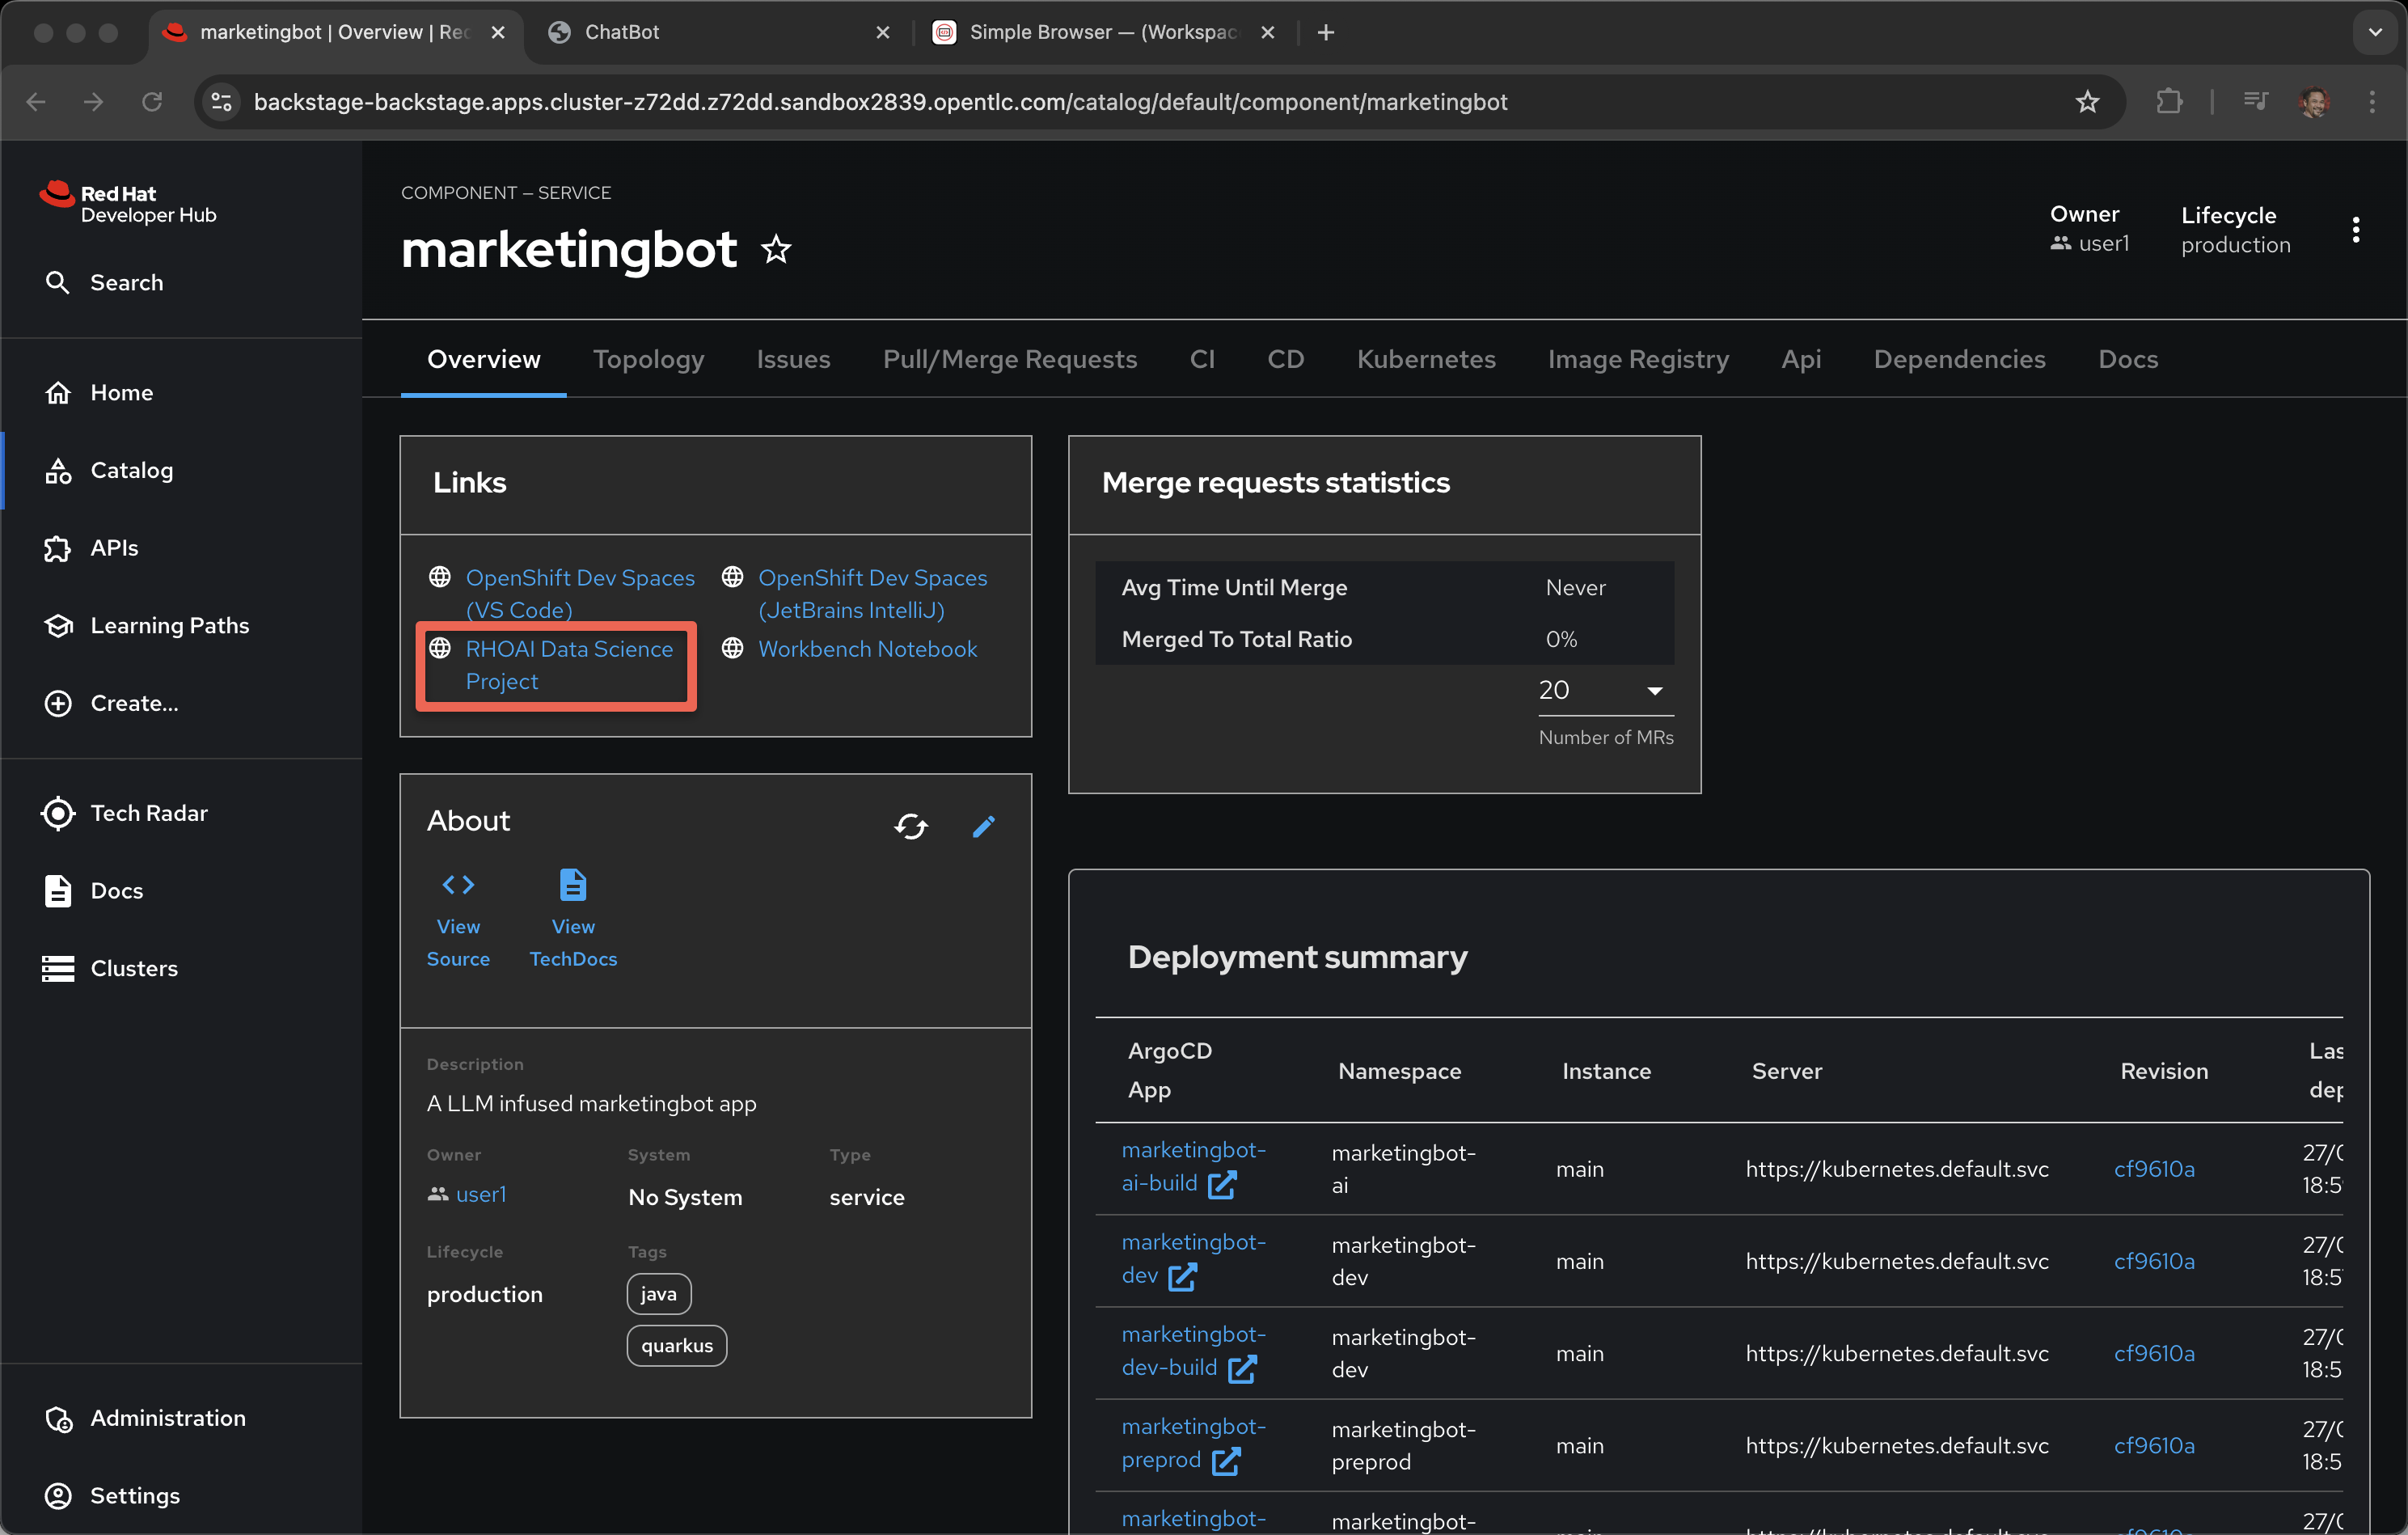 marketingbot | Overview | Red
ChatBot
Simple Browser — (Workspac
backstage-backstage.apps.cluster-z72dd.z72dd.sandbox2839.opentlc.com/catalog/default/component/marketingbot
Red Hat
Developer Hub
Search
Home
Catalog
APIs
Learning Paths
Create...
Tech Radar
Docs
Clusters
Administration
Settings
COMPONENT — SERVICE
marketingbot
Owner
user1
Lifecycle
production
Overview
Topology
Issues
Pull/Merge Requests
CI
CD
Kubernetes
Image Registry
Api
Dependencies
Docs
Links
OpenShift Dev Spaces
(VS Code)
OpenShift Dev Spaces
(JetBrains IntelliJ)
RHOAI Data Science
Project
Workbench Notebook
About
View
Source
View
TechDocs
Description
A LLM infused marketingbot app
Owner
System
Type
user1
No System
service
Lifecycle
Tags
production
java
quarkus
Merge requests statistics
Avg Time Until Merge
Never
Merged To Total Ratio
0%
20
Number of MRs
Deployment summary
ArgoCD
App
Namespace
Instance
Server
Revision
Las
dep
marketingbot-
ai-build
marketingbot-
ai
main
https://kubernetes.default.svc
cf9610a
27/0
18:5
marketingbot-
dev
marketingbot-
dev
main
https://kubernetes.default.svc
cf9610a
27/0
18:5
marketingbot-
dev-build
marketingbot-
dev
main
https://kubernetes.default.svc
cf9610a
27/0
18:5
marketingbot-
preprod
marketingbot-
preprod
main
https://kubernetes.default.svc
cf9610a
27/0
18:5
marketingbot-
marketingbot-
27/0